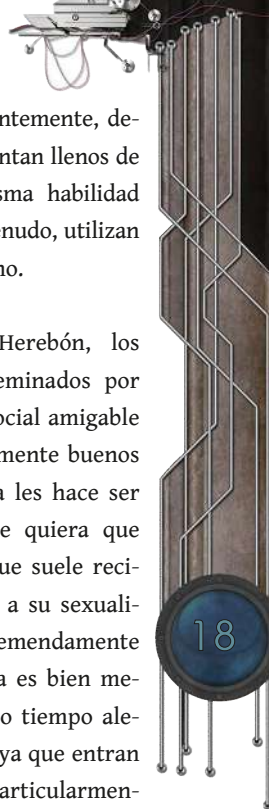 ntemente, de-
ntan llenos de
sma habilidad
enudo, utilizan
no.
Herebón, los
eminados por
ocial amigable
mente buenos
a les hace ser
e quiera que
ue suele reci-
a su sexuali-
emendamente
a es bien me-
o tiempo ale-
ya que entran
articularmen-
18